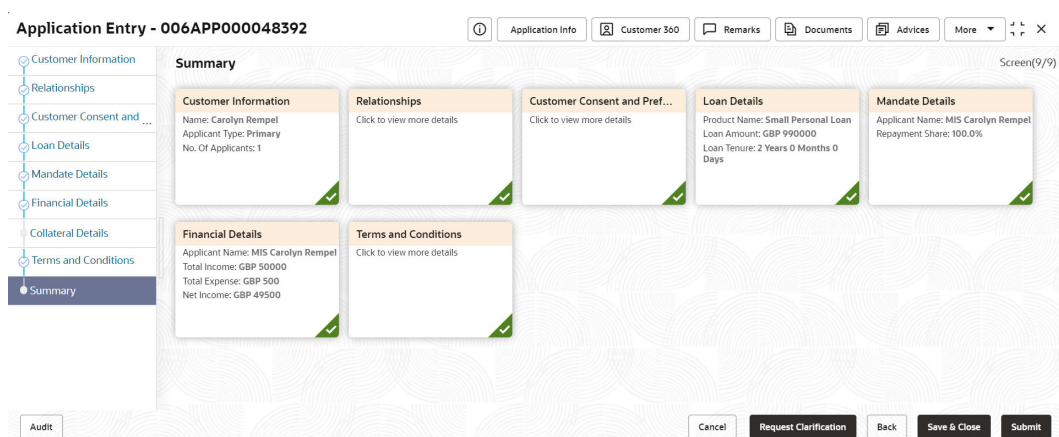 Application Entry - 006APP000048392
Application Info
Customer 360
Remarks
Documents
Advices
More
Customer Information
Relationships
Customer Consent and ...
Loan Details
Mandate Details
Financial Details
Collateral Details
Terms and Conditions
Summary
Summary
Screen(9/9)
Customer Information
Name: Carolyn Rempel
Applicant Type: Primary
No. Of Applicants: 1
Relationships
Click to view more details
Customer Consent and Pref...
Click to view more details
Loan Details
Product Name: Small Personal Loan
Loan Amount: GBP 990000
Loan Tenure: 2 Years 0 Months 0
Days
Mandate Details
Applicant Name: MIS Carolyn Rempel
Repayment Share: 100.0%
Financial Details
Applicant Name: MIS Carolyn Rempel
Total Income: GBP 50000
Total Expense: GBP 500
Net Income: GBP 49500
Terms and Conditions
Click to view more details
Audit
Cancel
Request Clarification
Back
Save & Close
Submit